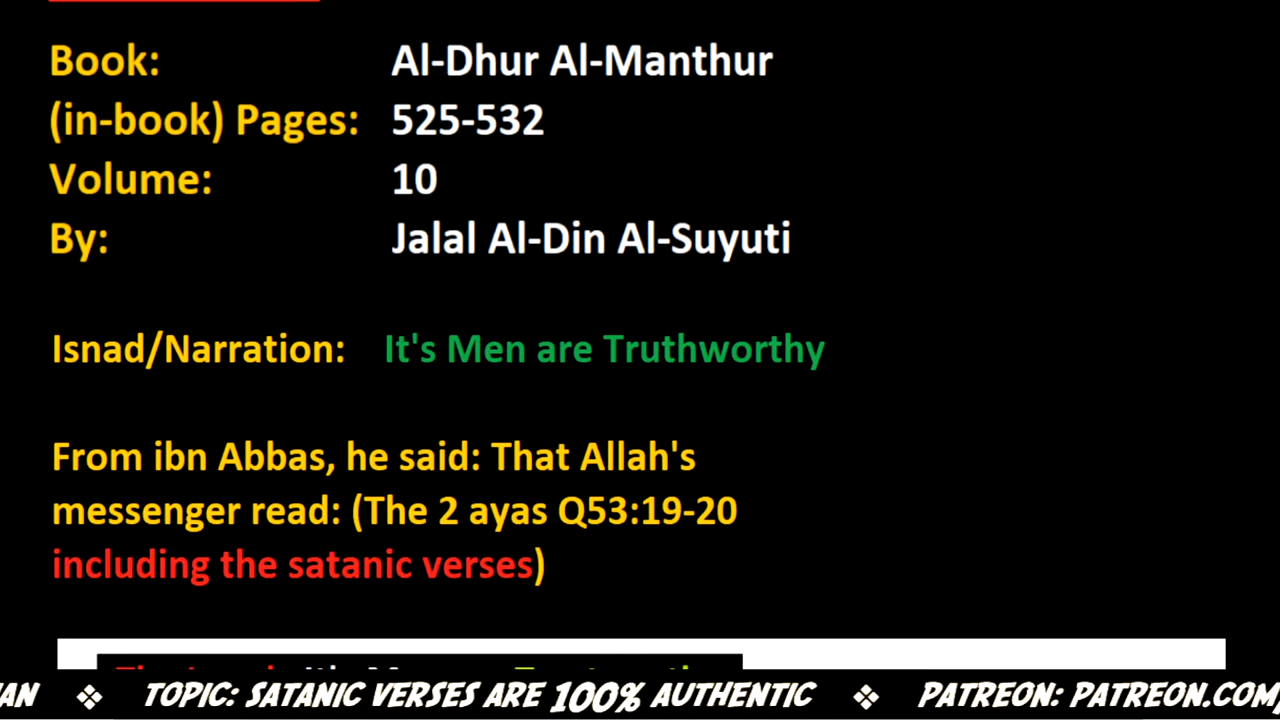 Book: Al-Dhur Al-Manthur
(in-book) Pages: 525-532
Volume: 10
By: Jalal Al-Din Al-Suyuti
Isnad/Narration: It's Men are Truthworthy
From ibn Abbas, he said: That Allah's
messenger read: (The 2 ayas Q53:19-20
including the satanic verses)
❖ TOPIC: SATANIC VERSES ARE 100% AUTHENTIC ❖ PATREON: PATREON.COM/